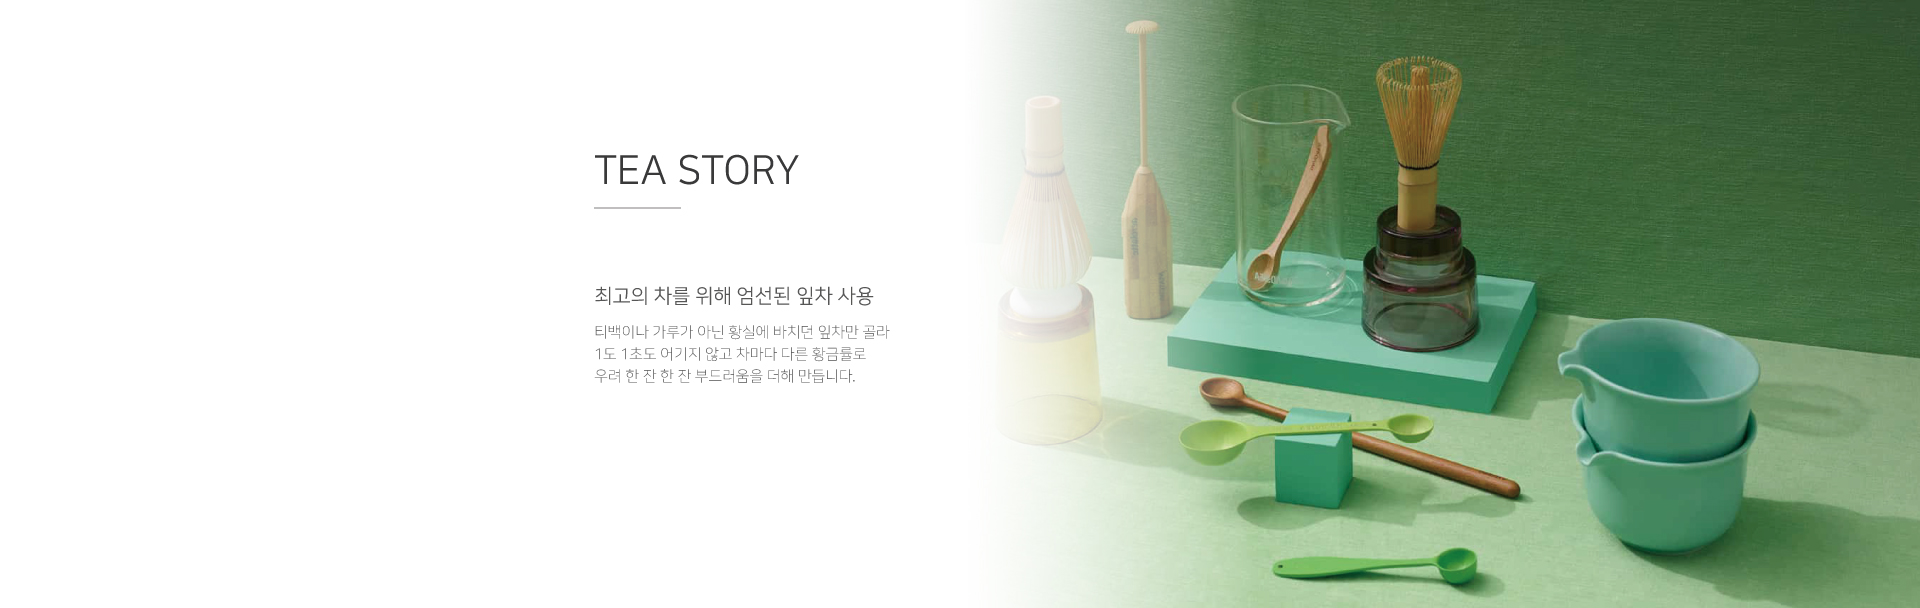 TEA STORY
최고의 차를 위해 엄선된 잎차 사용
티백이나 가루가 아닌 황실에 바치던 잎차만 골라
1도 1초도 어기지 않고 차마다 다른 황금률로
우려 한 잔 한 잔 부드러움을 더해 만듭니다.